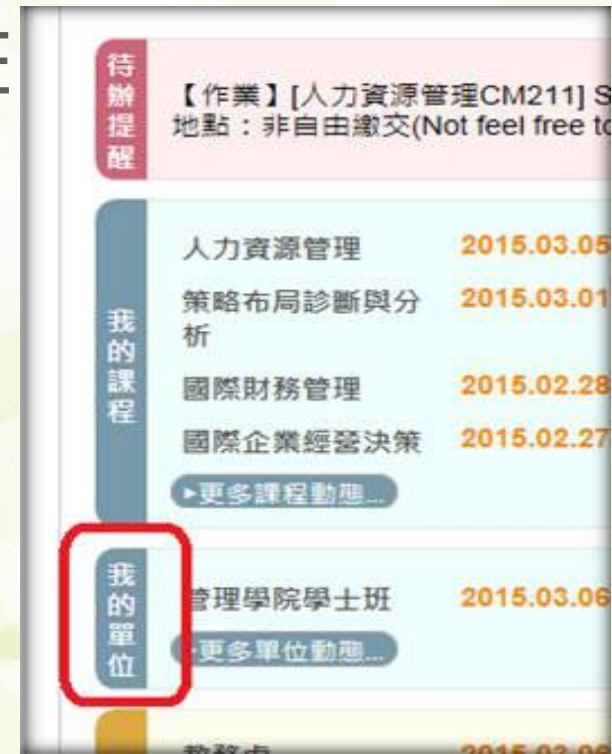 待辦提醒
【作業】[人力資源管理CM211] S
地點：非自由繳交(Not feel free to
我的課程
人力資源管理 2015.03.05
策略布局診斷與分析 2015.03.01
國際財務管理 2015.02.28
國際企業經營決策 2015.02.27
▸更多課程動態...
我的單位
管理學院學士班 2015.03.06
▸更多單位動態...
教務處